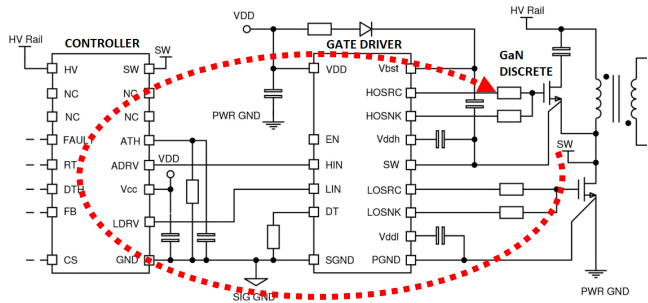 HV Rail
CONTROLLER
SW
VDD
GATE DRIVER
HV Rail
HV
SW
VDD
Vbst
GaN
DISCRETE
NC
NC
HOSRC
NC
NC
PWR GND
HOSNK
FAULT
ATH
EN
Vddh
RT
ADRV
VDD
HIN
SW
SW
DTH
Vcc
LIN
LOSRC
FB
LDRV
DT
LOSNK
Vddl
CS
GND
SGND
PGND
SIG GND
PWR GND